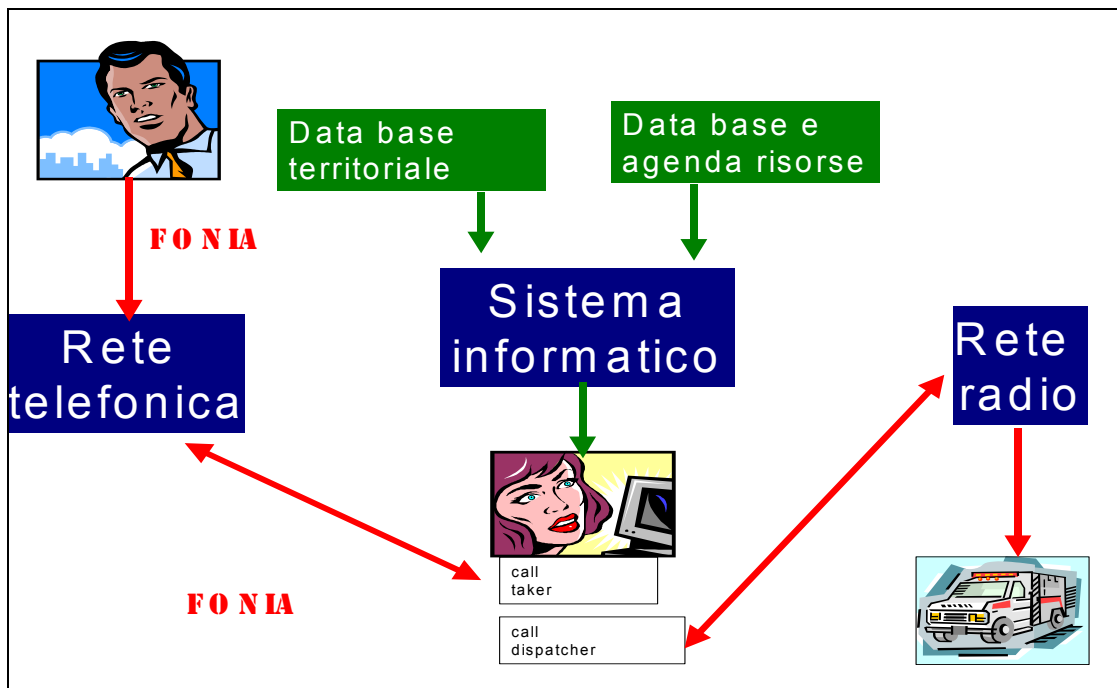 Data base
territoriale
Data base e
agenda risorse
FONIA
Sistema
informatico
Rete
telefonica
Rete
radio
call
taker
FONIA
call
dispatcher